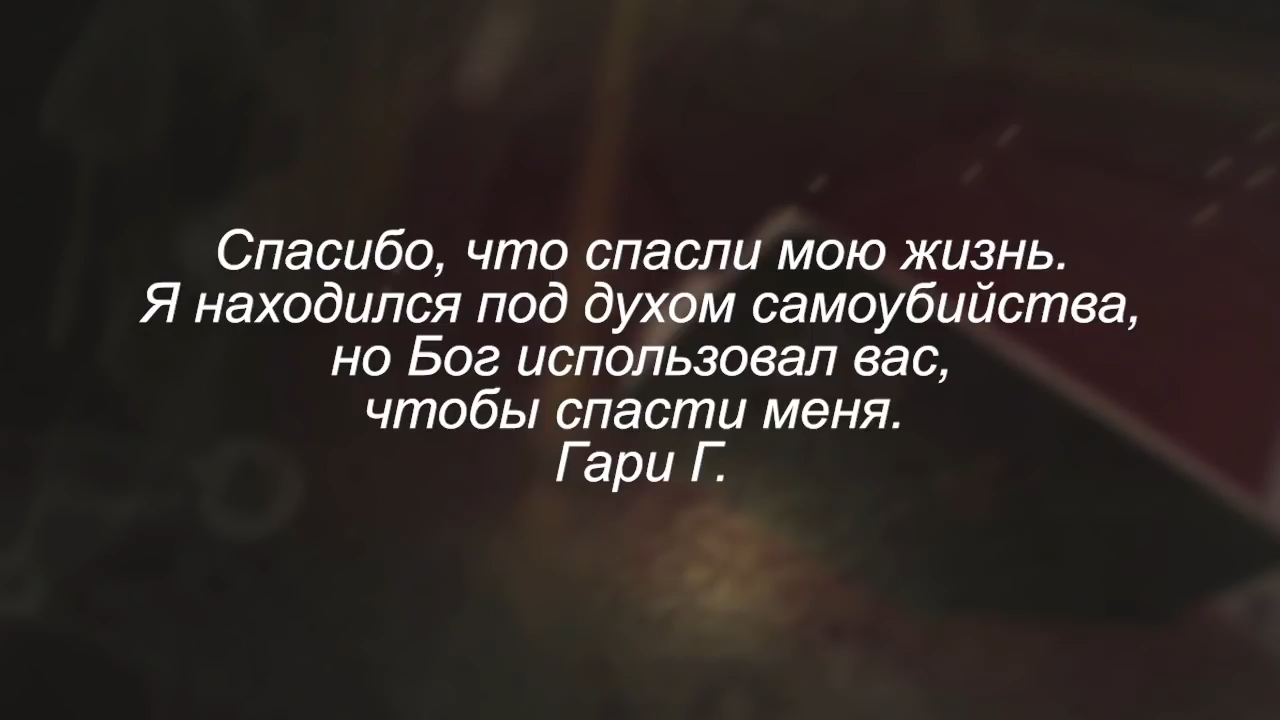 Спасибо, что спасли мою жизнь.
Я находился под духом самоубийства,
но Бог использовал вас,
чтобы спасти меня.
Гари Г.